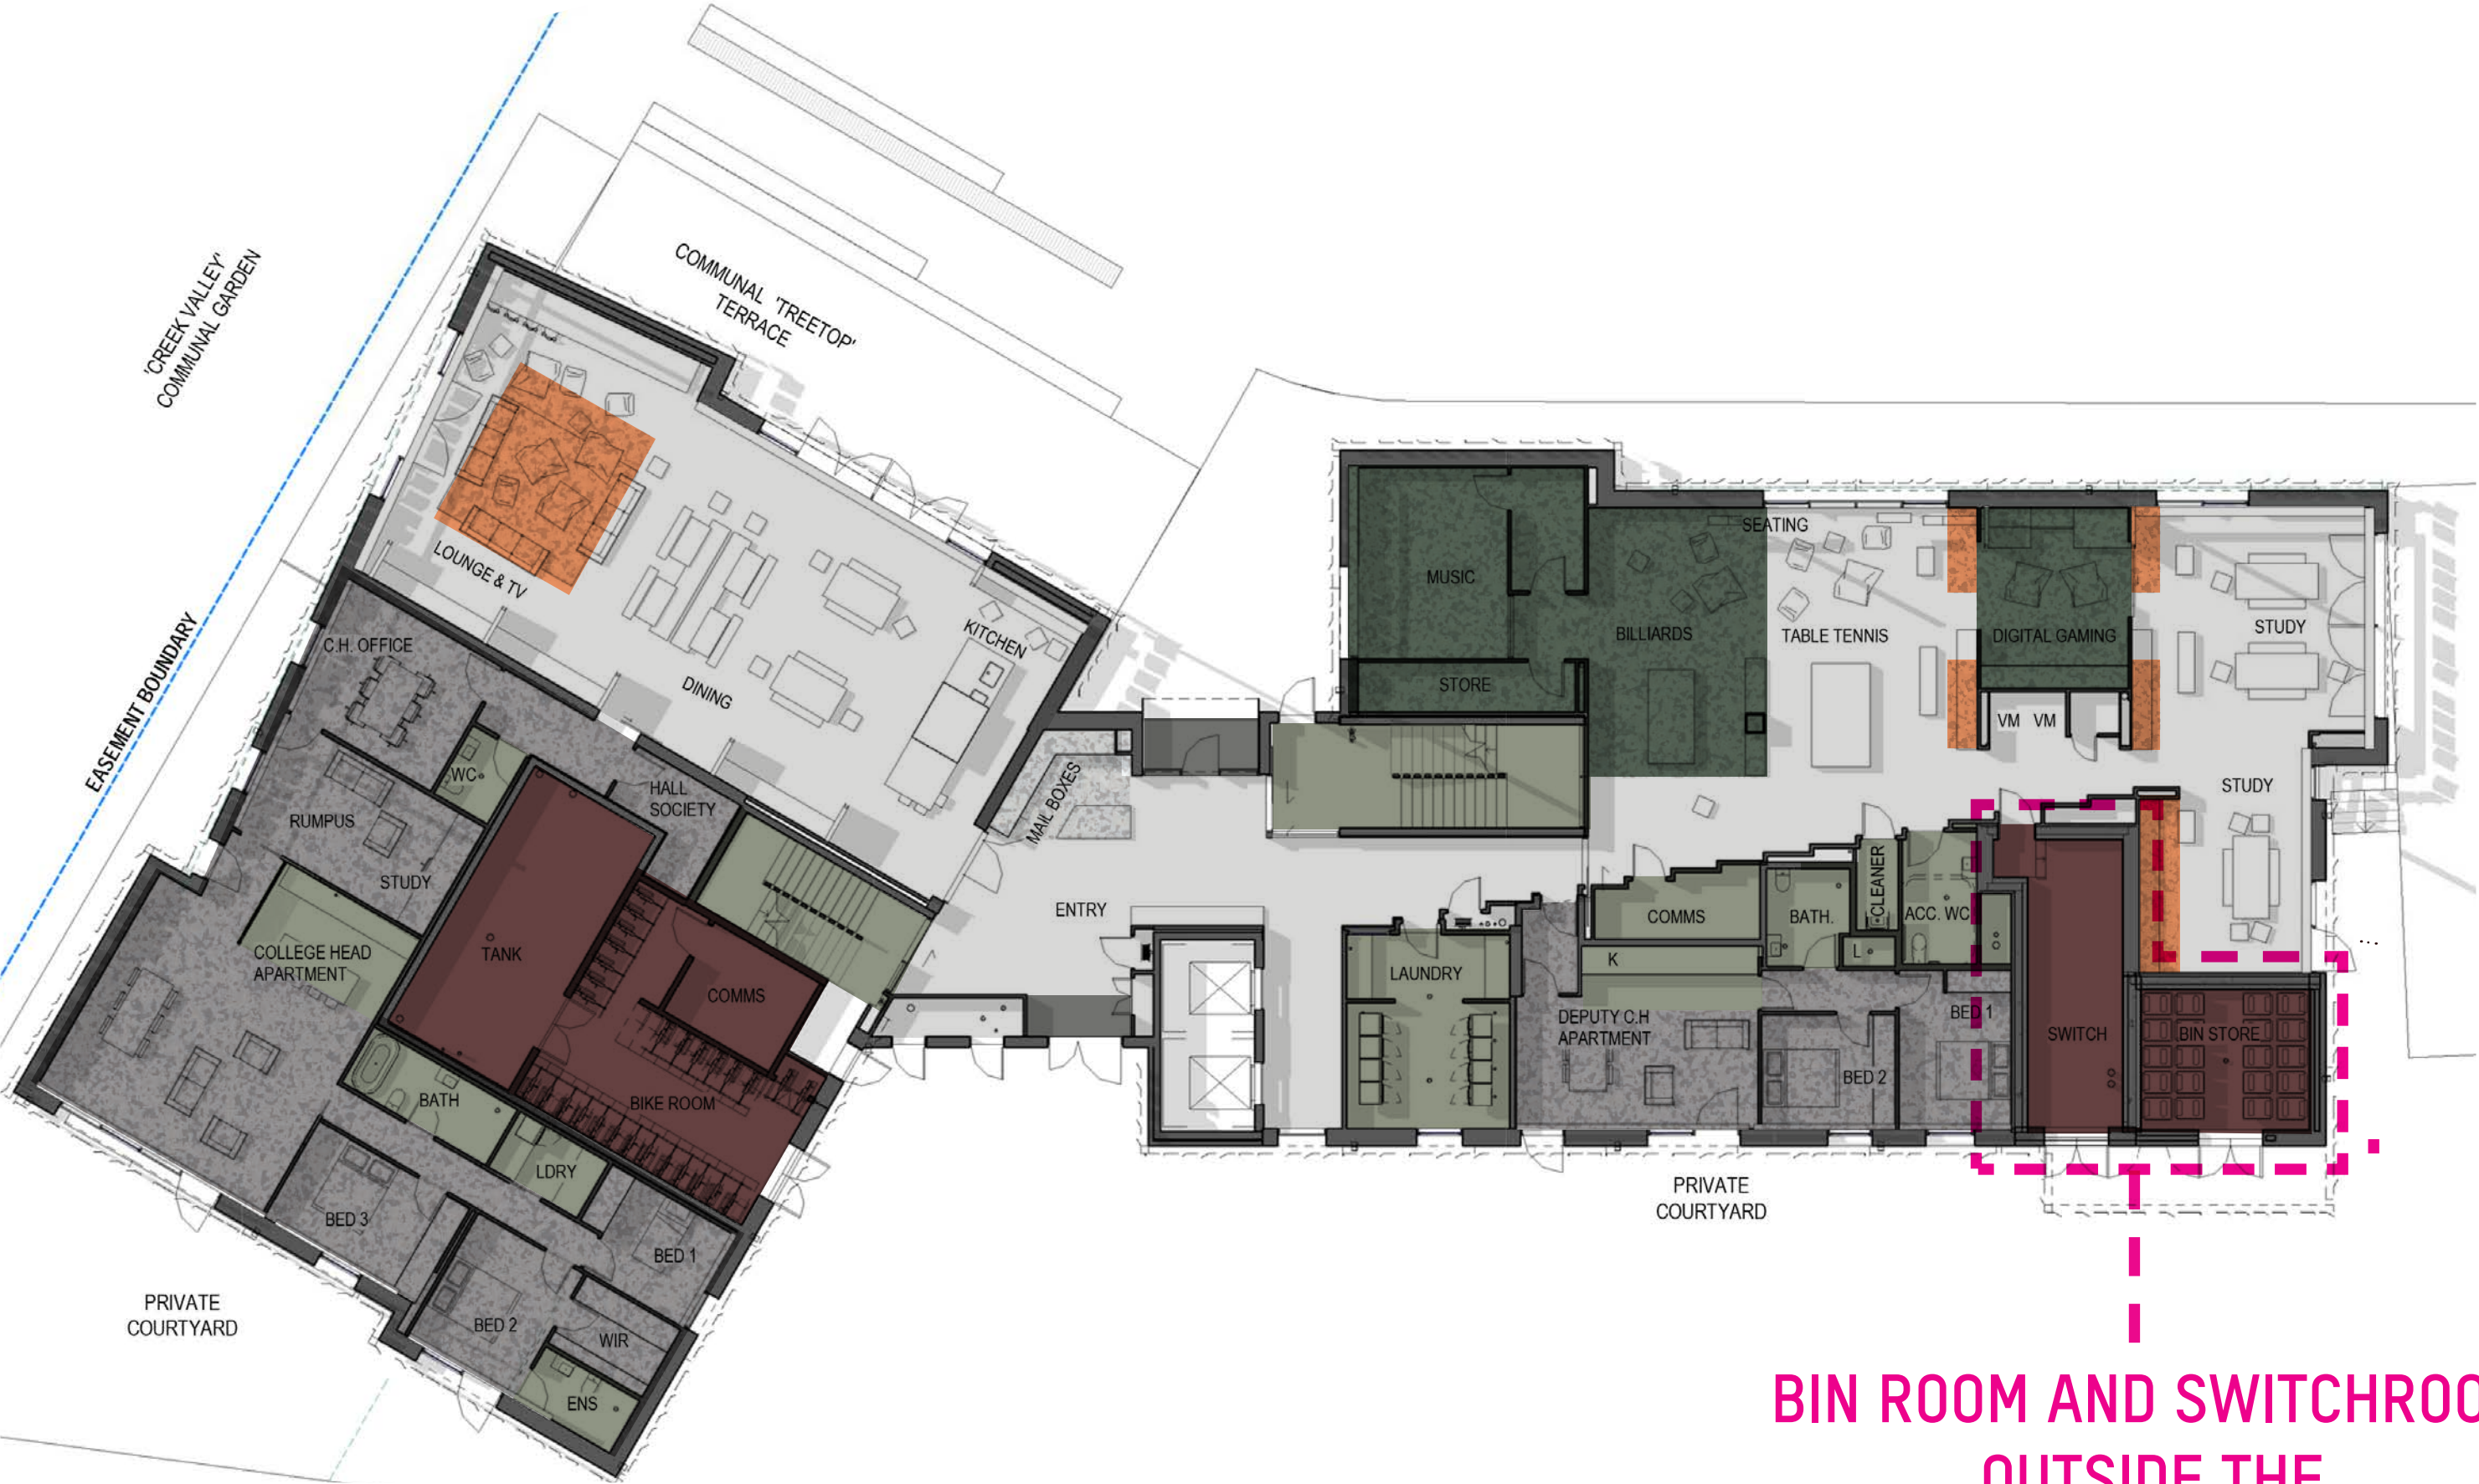 'CREEK VALLEY'
COMMUNAL GARDEN
COMMUNAL 'TREETOP'
TERRACE
EASEMENT BOUNDARY
LOUNGE & TV
DINING
KITCHEN
C.H. OFFICE
WC
RUMPUS
STUDY
HALL
SOCIETY
COLLEGE HEAD
APARTMENT
TANK
COMMS
BIKE ROOM
BATH
LDRY
BED 3
BED 1
BED 2
WIR
ENS
PRIVATE
COURTYARD
MAIL BOXES
ENTRY
MUSIC
STORE
BILLIARDS
SEATING
TABLE TENNIS
DIGITAL GAMING
VM VM
STUDY
STUDY
LAUNDRY
COMMS
BATH.
CLEANER
ACC. WC
L
K
DEPUTY C.H
APARTMENT
BED 2
BED 1
SWITCH
BIN STORE
...
PRIVATE
COURTYARD
BIN ROOM AND SWITCHROO
OUTSIDE THE